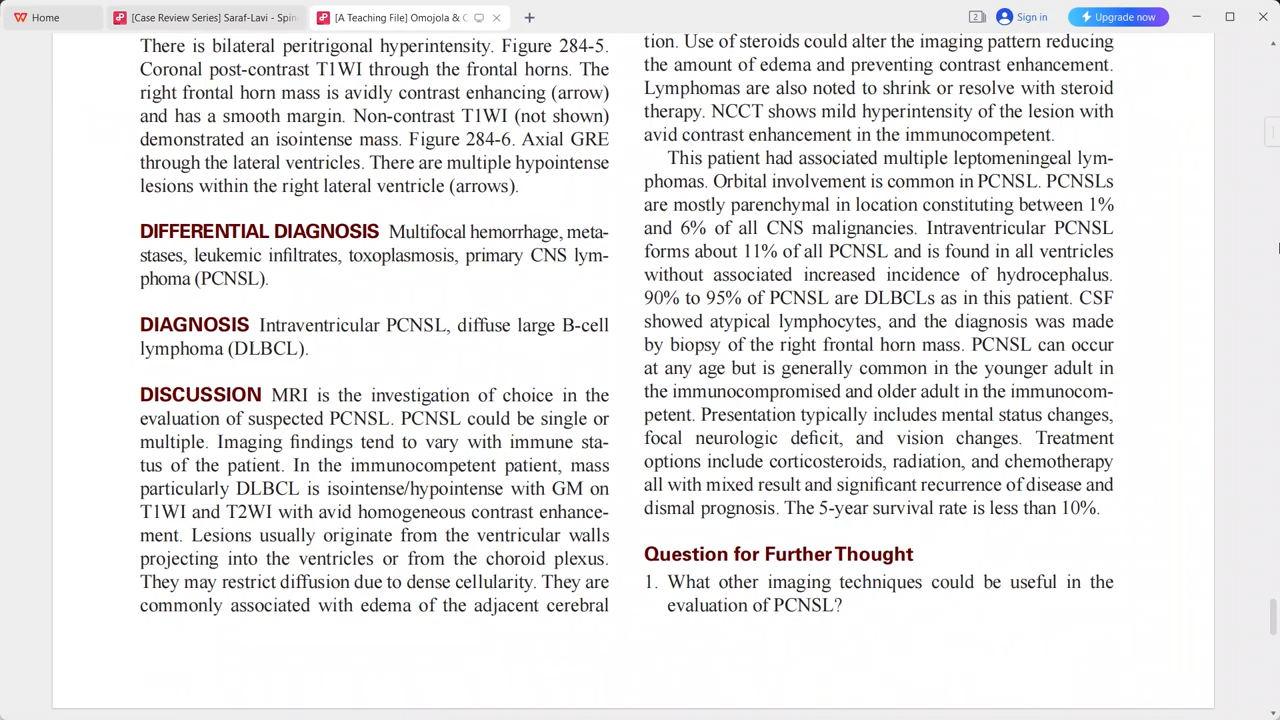 Home
[Case Review Series] Saraf-Lavi - Spin
[A Teaching File] Omojola & C
2
Sign in
Upgrade now
There is bilateral peritrigonal hyperintensity. Figure 284-5.
Coronal post-contrast T1WI through the frontal horns. The
right frontal horn mass is avidly contrast enhancing (arrow)
and has a smooth margin. Non-contrast T1WI (not shown)
demonstrated an isointense mass. Figure 284-6. Axial GRE
through the lateral ventricles. There are multiple hypointense
lesions within the right lateral ventricle (arrows).
DIFFERENTIAL DIAGNOSIS Multifocal hemorrhage, meta-
stases, leukemic infiltrates, toxoplasmosis, primary CNS lym-
phoma (PCNSL).
DIAGNOSIS Intraventricular PCNSL, diffuse large B-cell
lymphoma (DLBCL).
DISCUSSION MRI is the investigation of choice in the
evaluation of suspected PCNSL. PCNSL could be single or
multiple. Imaging findings tend to vary with immune sta-
tus of the patient. In the immunocompetent patient, mass
particularly DLBCL is isointense/hypointense with GM on
T1WI and T2WI with avid homogeneous contrast enhance-
ment. Lesions usually originate from the ventricular walls
projecting into the ventricles or from the choroid plexus.
They may restrict diffusion due to dense cellularity. They are
commonly associated with edema of the adjacent cerebral
tion. Use of steroids could alter the imaging pattern reducing
the amount of edema and preventing contrast enhancement.
Lymphomas are also noted to shrink or resolve with steroid
therapy. NCCT shows mild hyperintensity of the lesion with
avid contrast enhancement in the immunocompetent.
This patient had associated multiple leptomeningeal lym-
phomas. Orbital involvement is common in PCNSL. PCNSLs
are mostly parenchymal in location constituting between 1%
and 6% of all CNS malignancies. Intraventricular PCNSL
forms about 11% of all PCNSL and is found in all ventricles
without associated increased incidence of hydrocephalus.
90% to 95% of PCNSL are DLBCLs as in this patient. CSF
showed atypical lymphocytes, and the diagnosis was made
by biopsy of the right frontal horn mass. PCNSL can occur
at any age but is generally common in the younger adult in
the immunocompromised and older adult in the immunocom-
petent. Presentation typically includes mental status changes,
focal neurologic deficit, and vision changes. Treatment
options include corticosteroids, radiation, and chemotherapy
all with mixed result and significant recurrence of disease and
dismal prognosis. The 5-year survival rate is less than 10%.
Question for Further Thought
1. What other imaging techniques could be useful in the
evaluation of PCNSL?